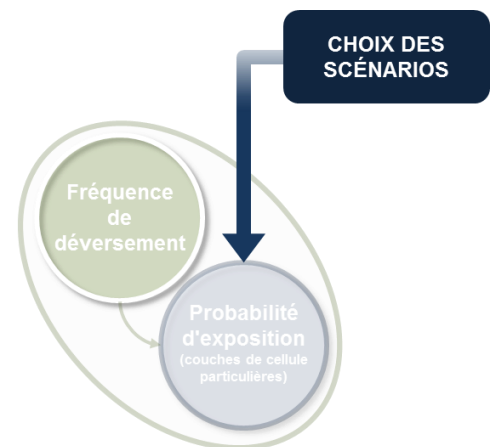 CHOIX DES
SCÉNARIOS
Fréquence
de
déversement
Probabilité
d'exposition
(couches de cellule
particulières)